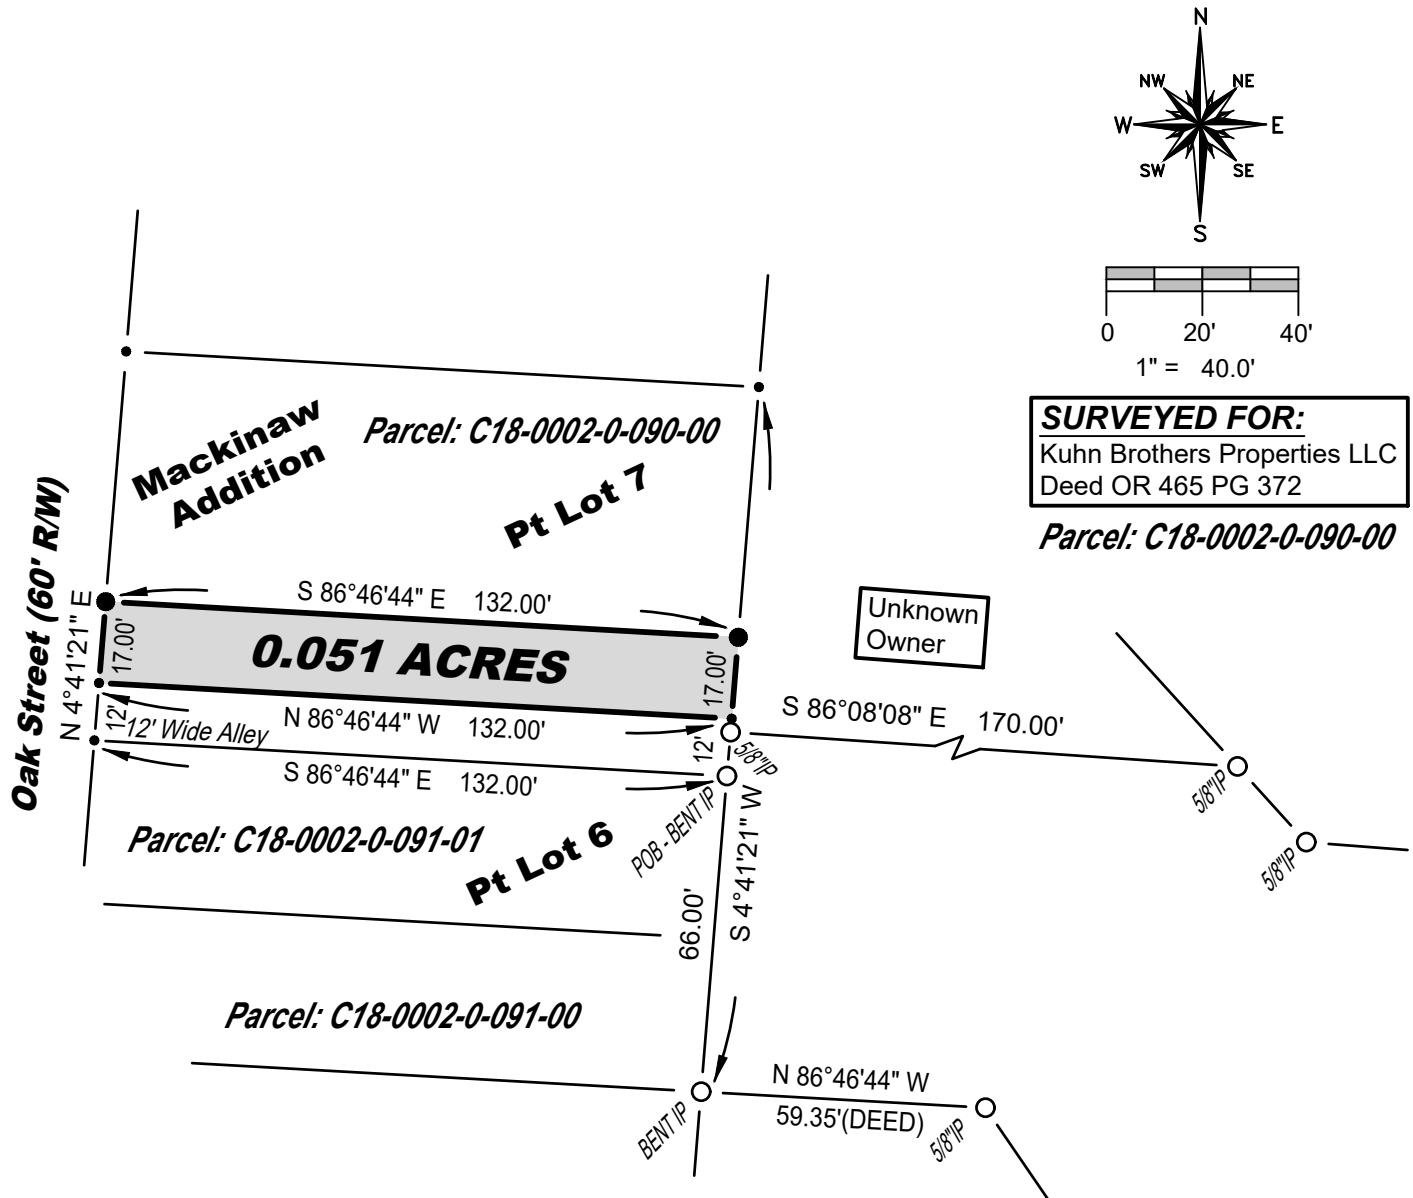 N
NW
NE
W
E
SW
SE
S
0
20'
40'
1" = 40.0'
SURVEYED FOR:
Kuhn Brothers Properties LLC
Deed OR 465 PG 372
Parcel: C18-0002-0-090-00
Mackinaw
Addition
Parcel: C18-0002-0-090-00
Pt Lot 7
Oak Street (60' R/W)
N 4°41'21" E
17.00'
S 86°46'44" E 132.00'
0.051 ACRES
17.00'
Unknown
Owner
12'
12' Wide Alley
N 86°46'44" W 132.00'
12'
5/8"IP
S 86°08'08" E 170.00'
5/8"IP
5/8"IP
S 86°46'44" E 132.00'
POB - BENT IP
S 4°41'21" W
66.00'
Parcel: C18-0002-0-091-01
Pt Lot 6
Parcel: C18-0002-0-091-00
BENT IP
N 86°46'44" W
59.35'(DEED)
5/8"IP